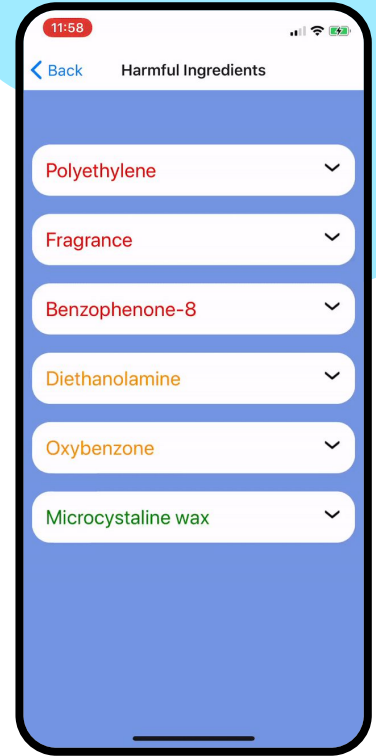 11:58
Back Harmful Ingredients
Polyethylene
Fragrance
Benzophenone-8
Diethanolamine
Oxybenzone
Microcystaline wax